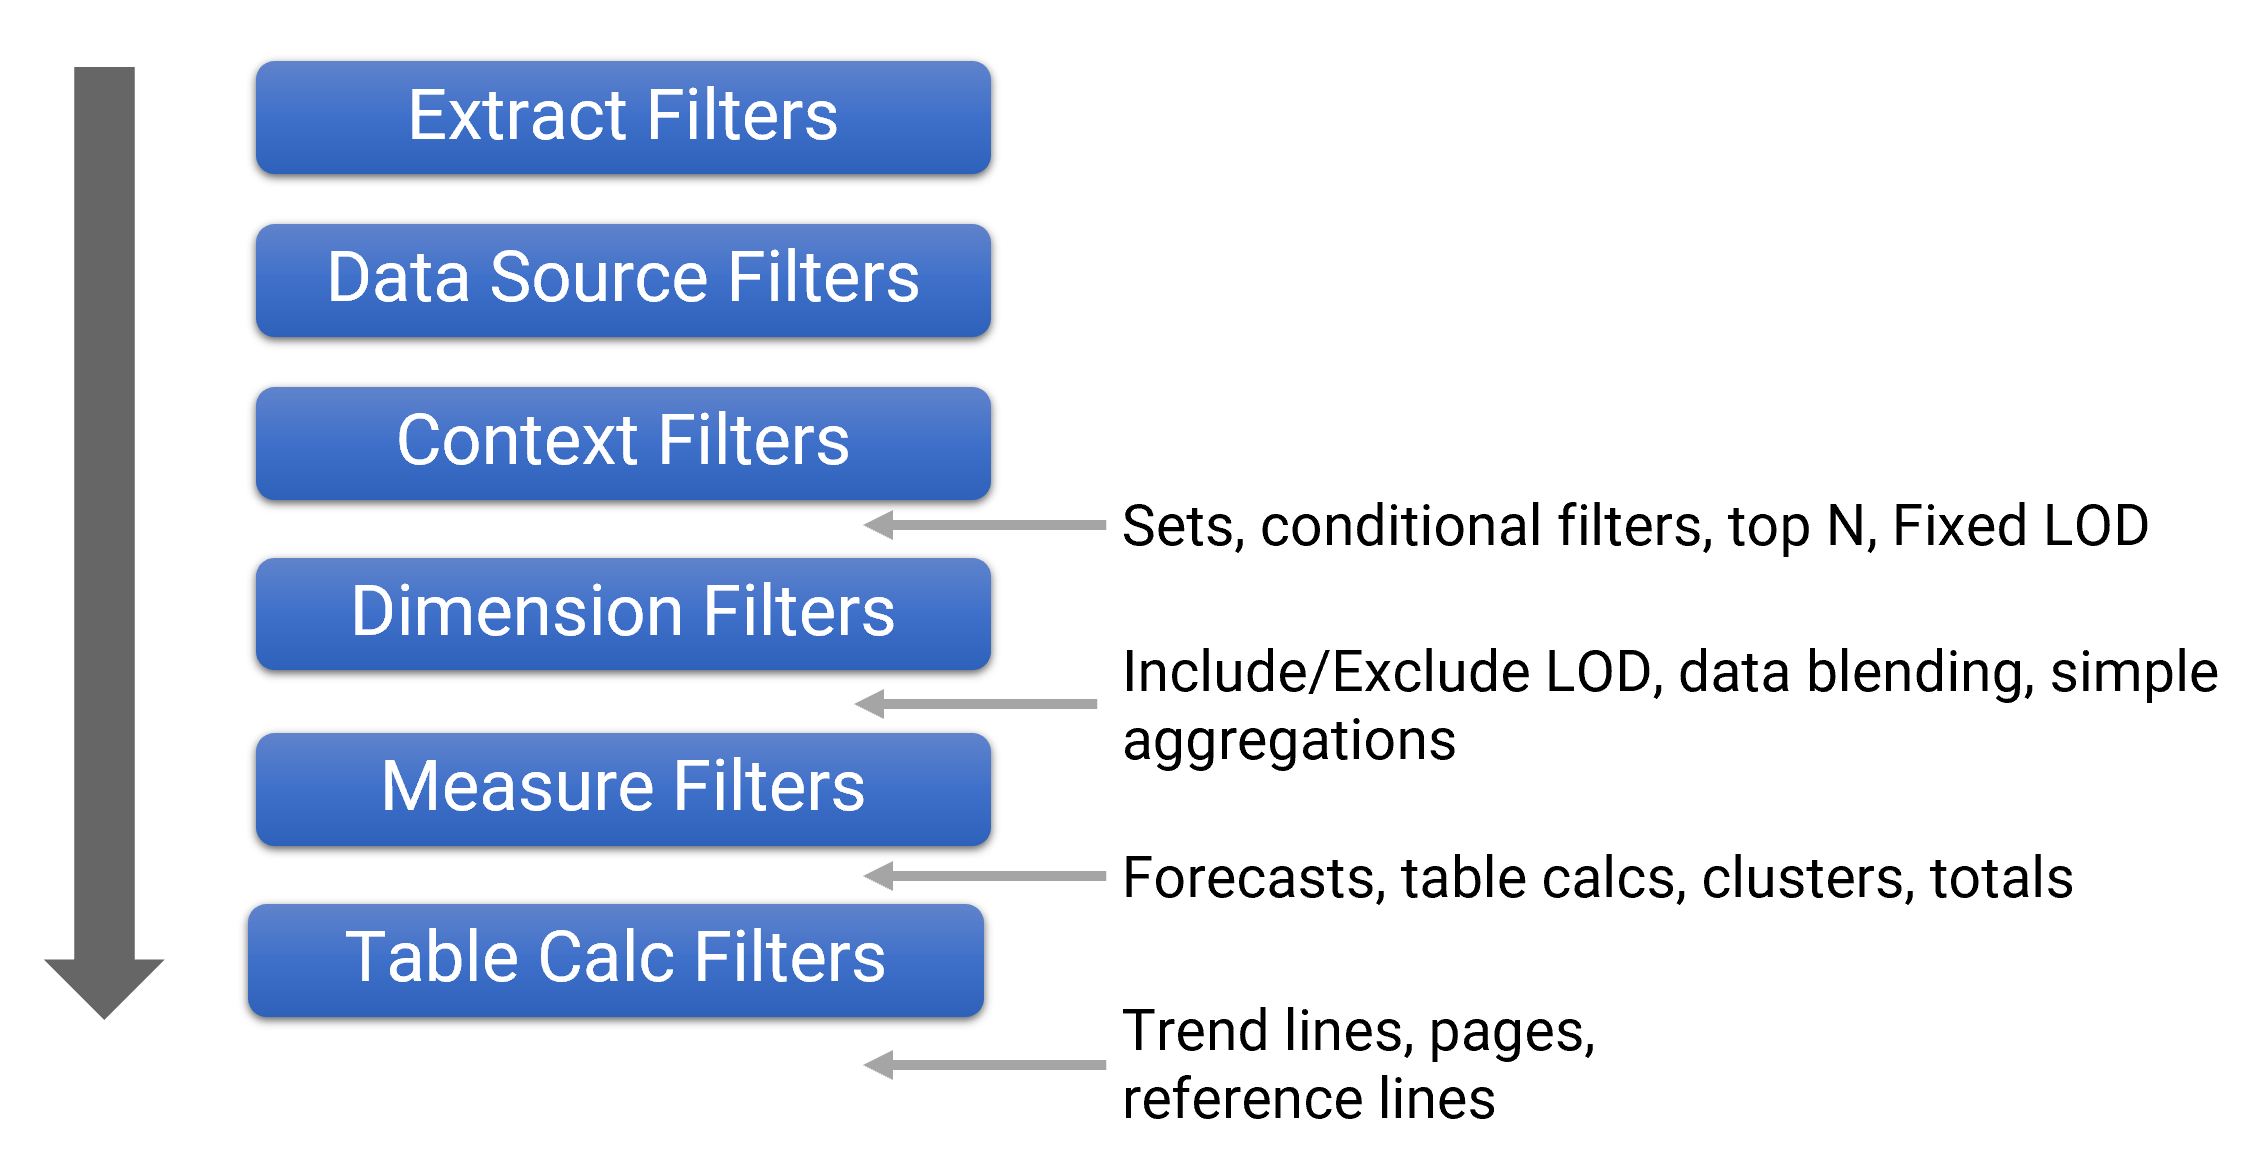 Extract Filters
Data Source Filters
Context Filters
Sets, conditional filters, top N, Fixed LOD
Dimension Filters
Include/Exclude LOD, data blending, simple
aggregations
Measure Filters
Forecasts, table calcs, clusters, totals
Table Calc Filters
Trend lines, pages,
reference lines